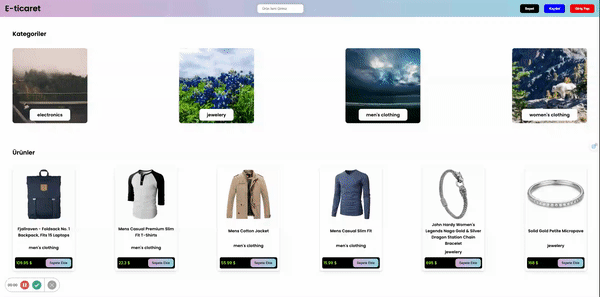 E-ticaret
Ürün İsmi Giriniz
Sepet
Kaydol
Giriş Yap
Kategoriler
electronics
jewelery
men's clothing
women's clothing
Ürünler
Fjallraven - Foldsack No. 1
Backpack, Fits 15 Laptops
men's clothing
109.95 $
Sepete Ekle
Mens Casual Premium Slim
Fit T-Shirts
men's clothing
22.3 $
Sepete Ekle
Mens Cotton Jacket
men's clothing
55.99 $
Sepete Ekle
Mens Casual Slim Fit
men's clothing
15.99 $
Sepete Ekle
John Hardy Women's
Legends Naga Gold & Silver
Dragon Station Chain
Bracelet
jewelery
695 $
Sepete Ekle
Solid Gold Petite Micropave
jewelery
168 $
Sepete Ekle
00:00